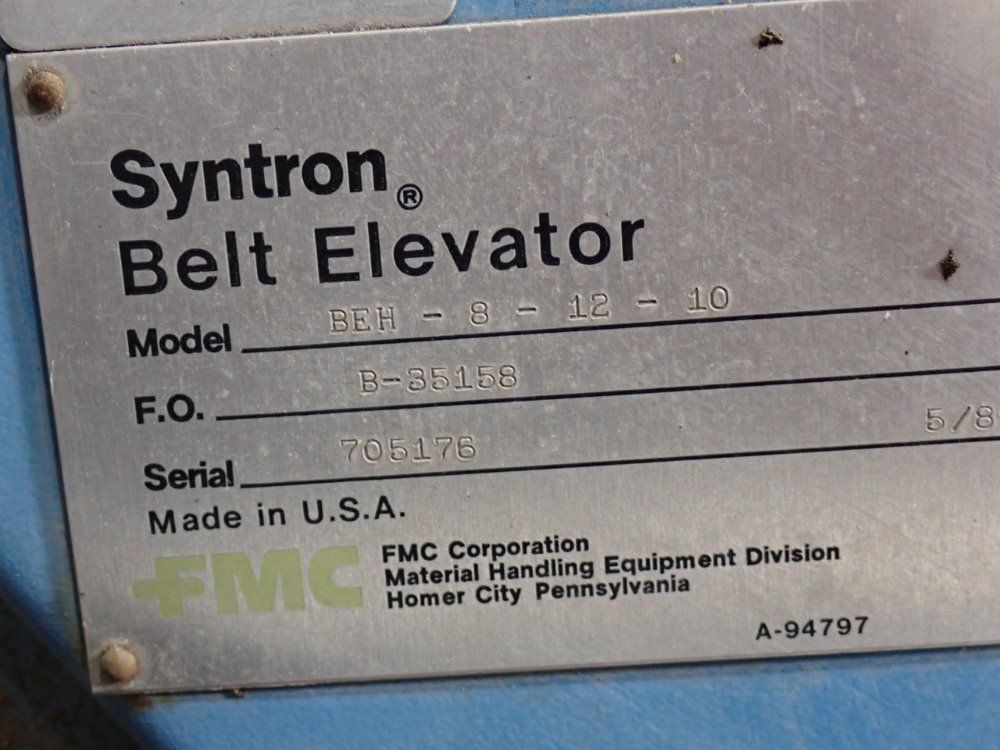 Syntron®
Belt Elevator
Model BEH - 8 - 12 - 10
F.O. B-35158
Serial 705176 5/8
Made in U.S.A.
FMC
FMC Corporation
Material Handling Equipment Division
Homer City Pennsylvania
A-94797